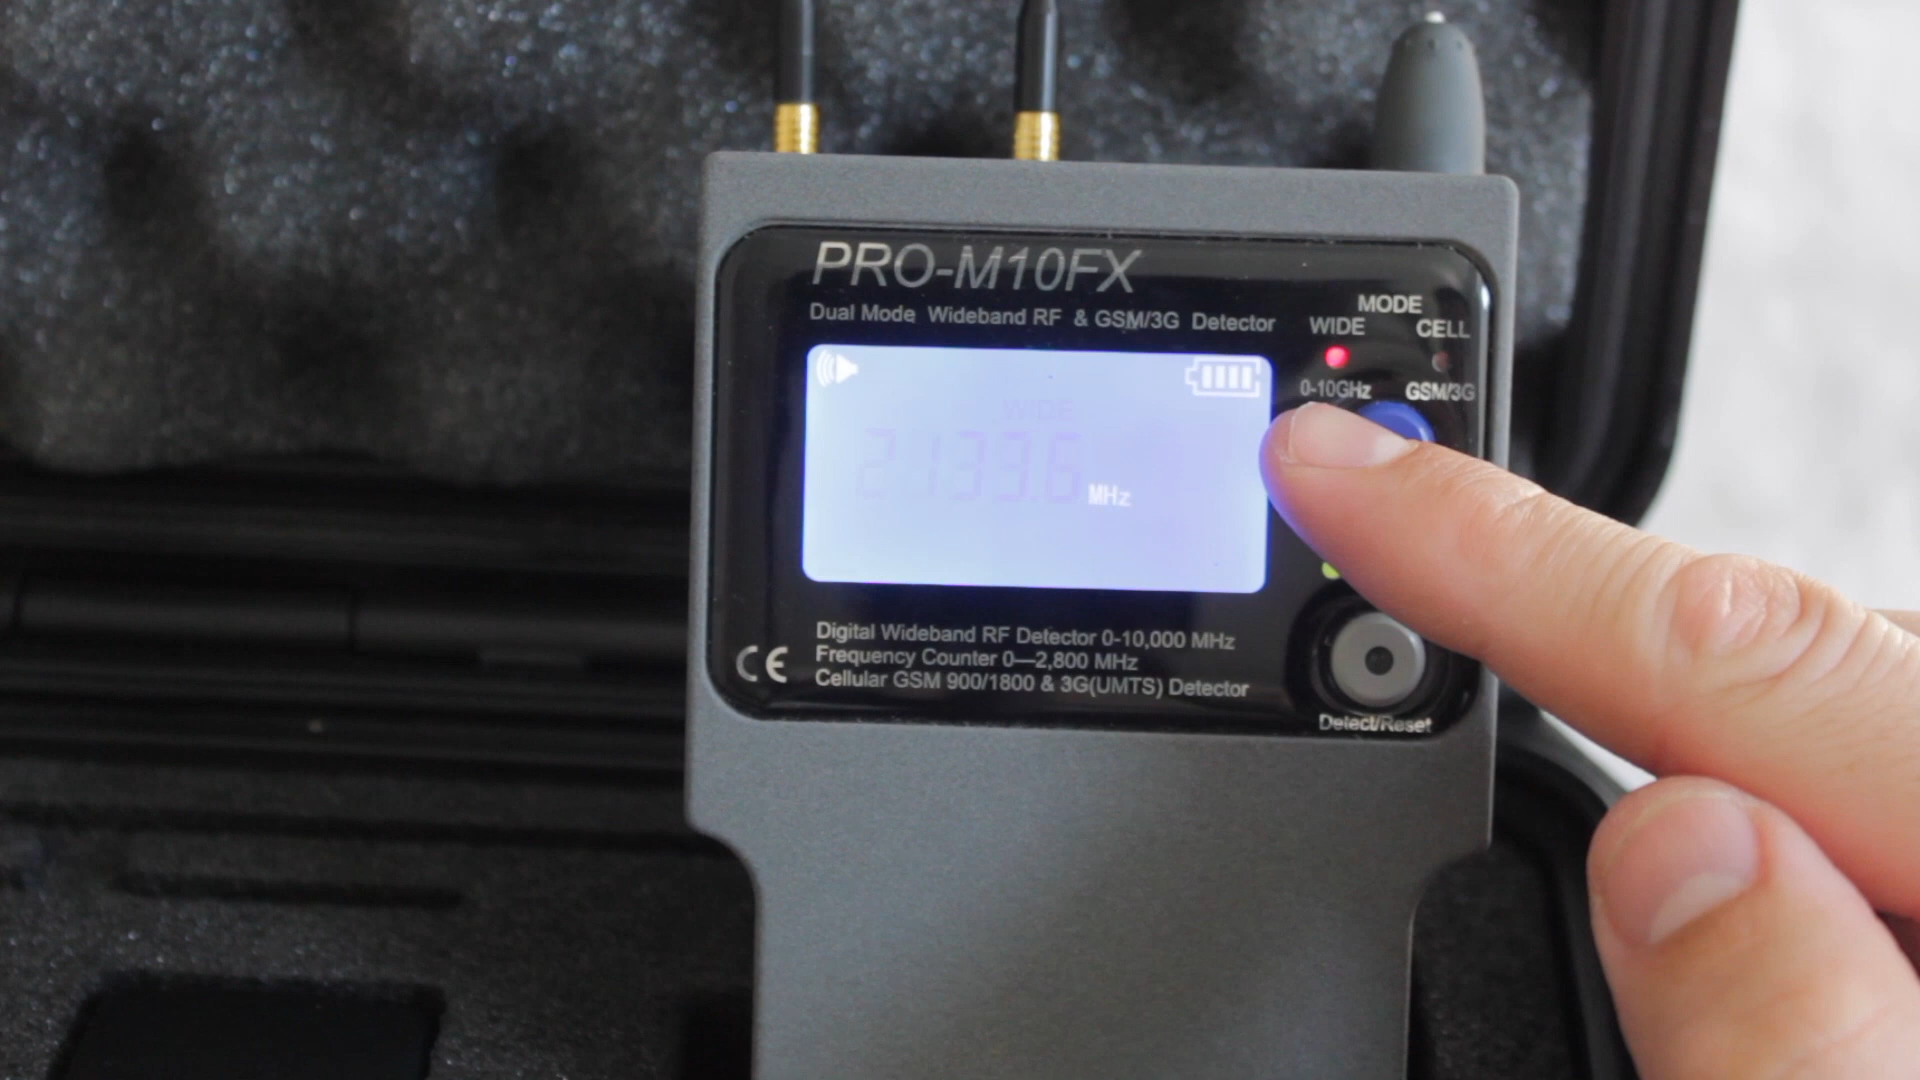 PRO-M10FX
Dual Mode Wideband RF & GSM/3G Detector
MODE
WIDE CELL
0-10GHz GSM/3G
WIDE
2133.6 MHz
Digital Wideband RF Detector 0-10,000 MHz
Frequency Counter 0—2,800 MHz
Cellular GSM 900/1800 & 3G(UMTS) Detector
CE
Detect/Reset